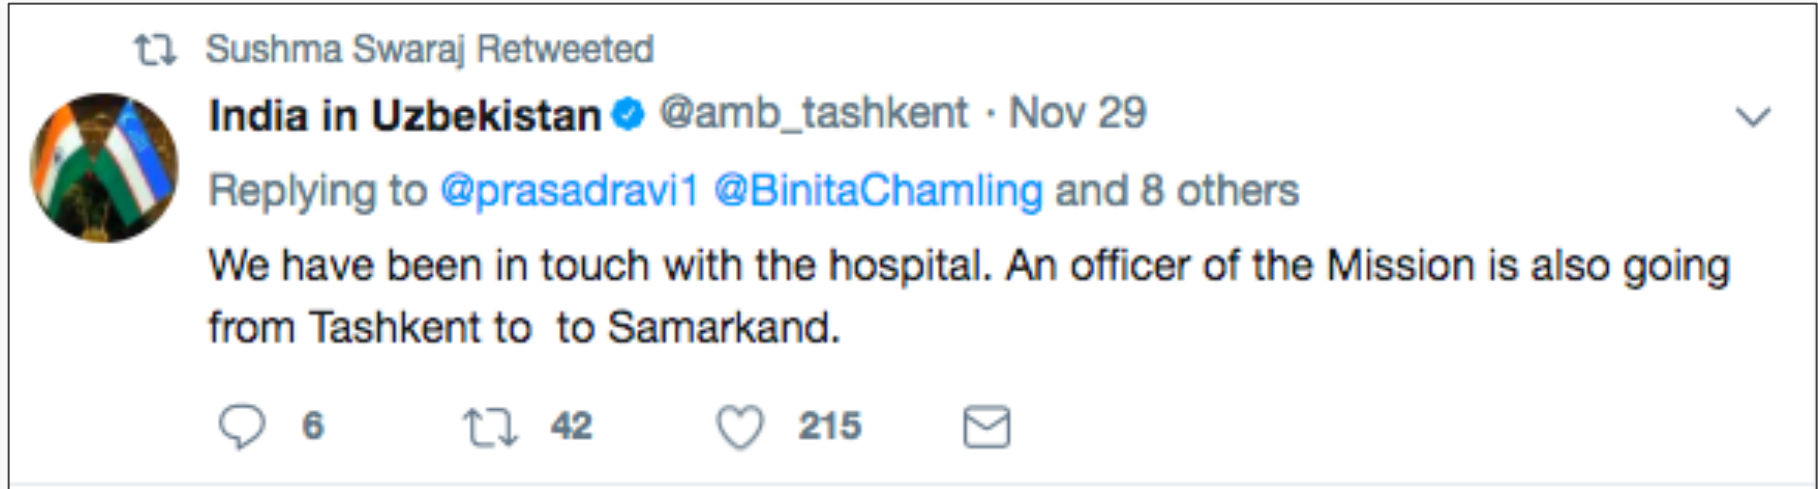 Sushma Swaraj Retweeted
India in Uzbekistan @amb_tashkent · Nov 29
Replying to @prasadravi1 @BinitaChamling and 8 others
We have been in touch with the hospital. An officer of the Mission is also going
from Tashkent to  to Samarkand.
6 42 215